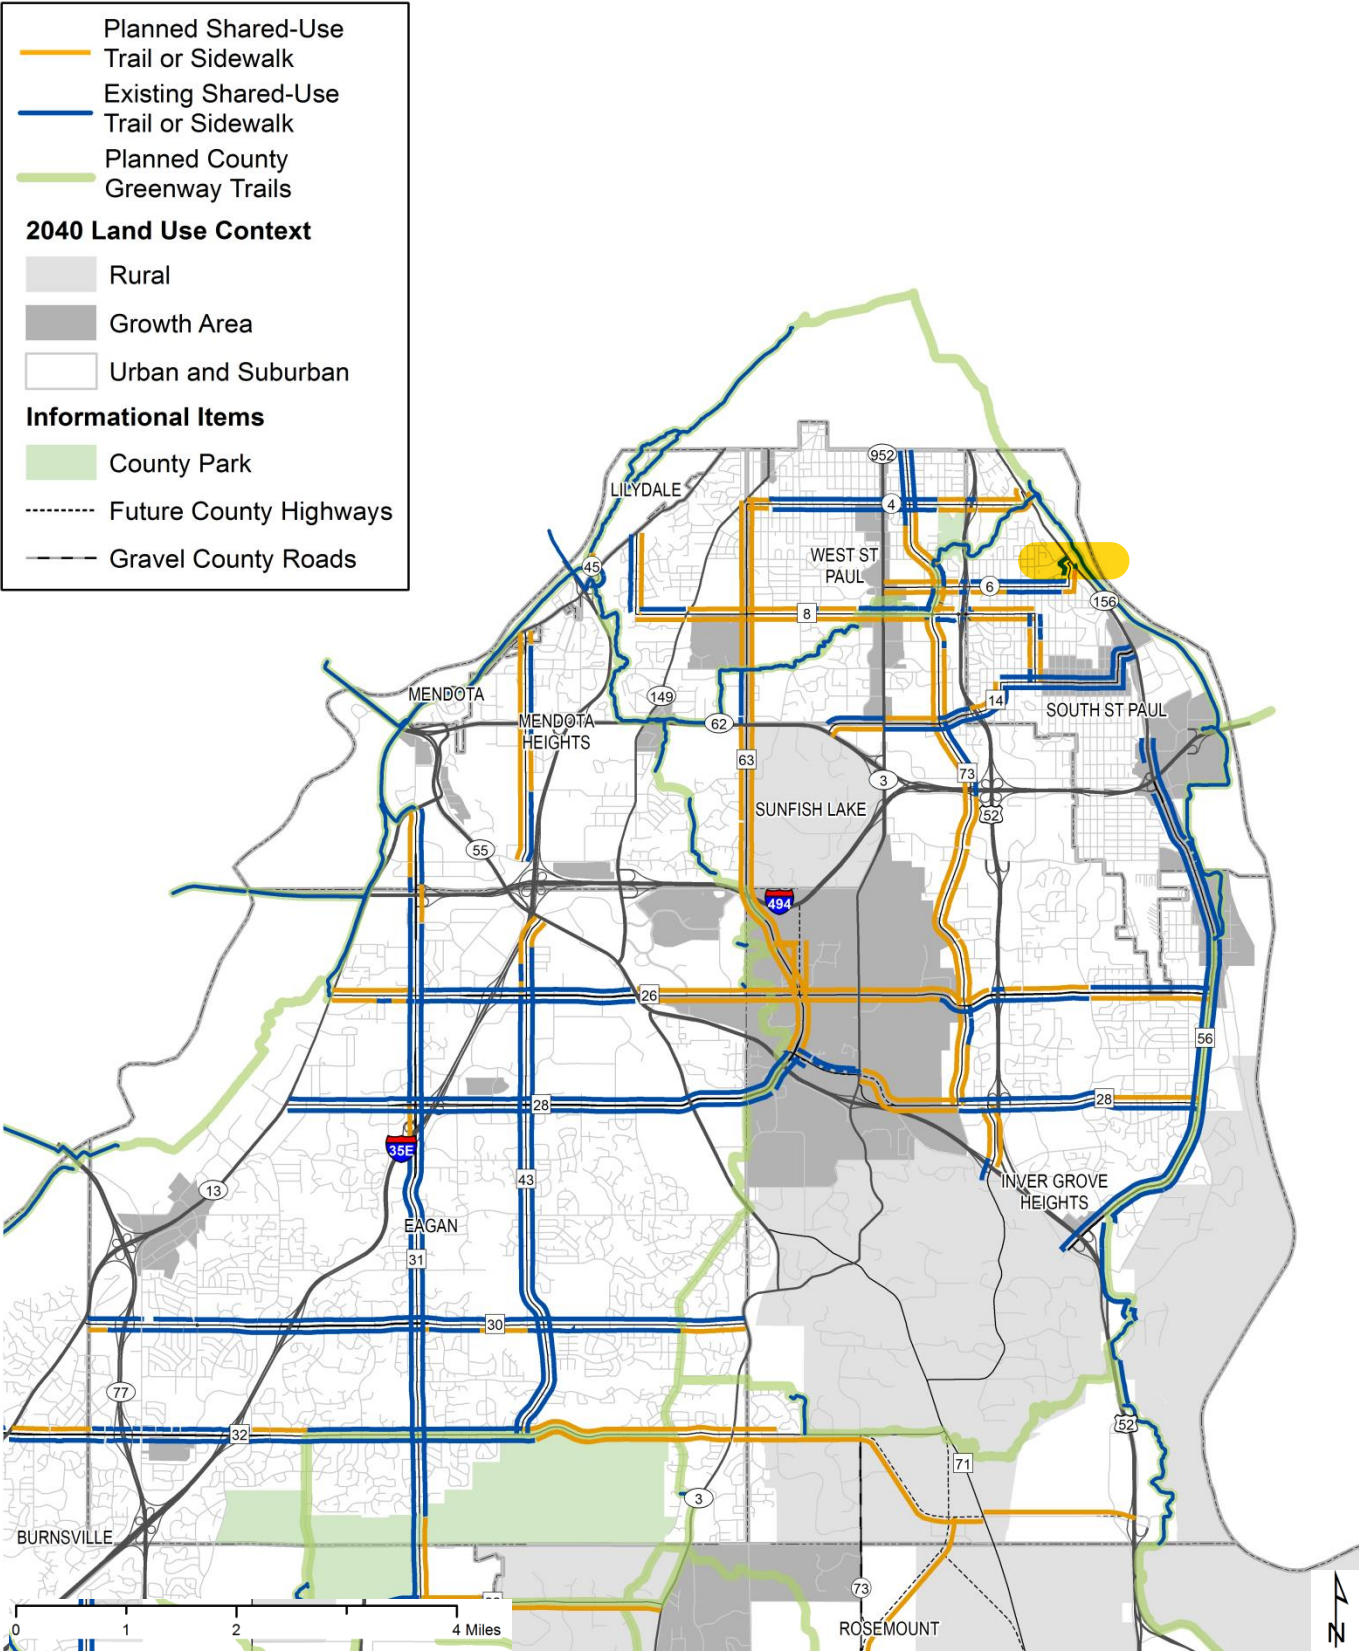 Planned Shared-Use
Trail or Sidewalk
Existing Shared-Use
Trail or Sidewalk
Planned County
Greenway Trails
2040 Land Use Context
Rural
Growth Area
Urban and Suburban
Informational Items
County Park
Future County Highways
Gravel County Roads
952
LILYDALE
4
WEST ST
PAUL
45
6
156
8
MENDOTA
149
14
SOUTH ST PAUL
MENDOTA
HEIGHTS
62
63
73
3
SUNFISH LAKE
52
55
494
26
56
28
28
35E
43
13
INVER GROVE
HEIGHTS
EAGAN
31
30
77
32
52
71
3
BURNSVILLE
73
ROSEMOUNT
0 1 2 4 Miles
N